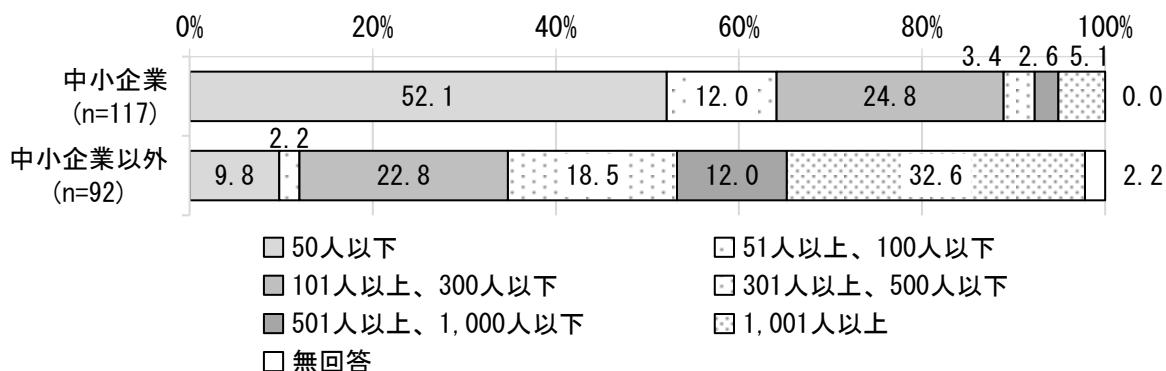 0% 20% 40% 60% 80% 100%
3.4 2.6 5.1
中小企業
(n=117)
52.1 12.0 24.8 0.0
2.2
中小企業以外
(n=92)
9.8 22.8 18.5 12.0 32.6 2.2
50人以下 51人以上、100人以下
101人以上、300人以下 301人以上、500人以下
501人以上、1,000人以下 1,001人以上
無回答